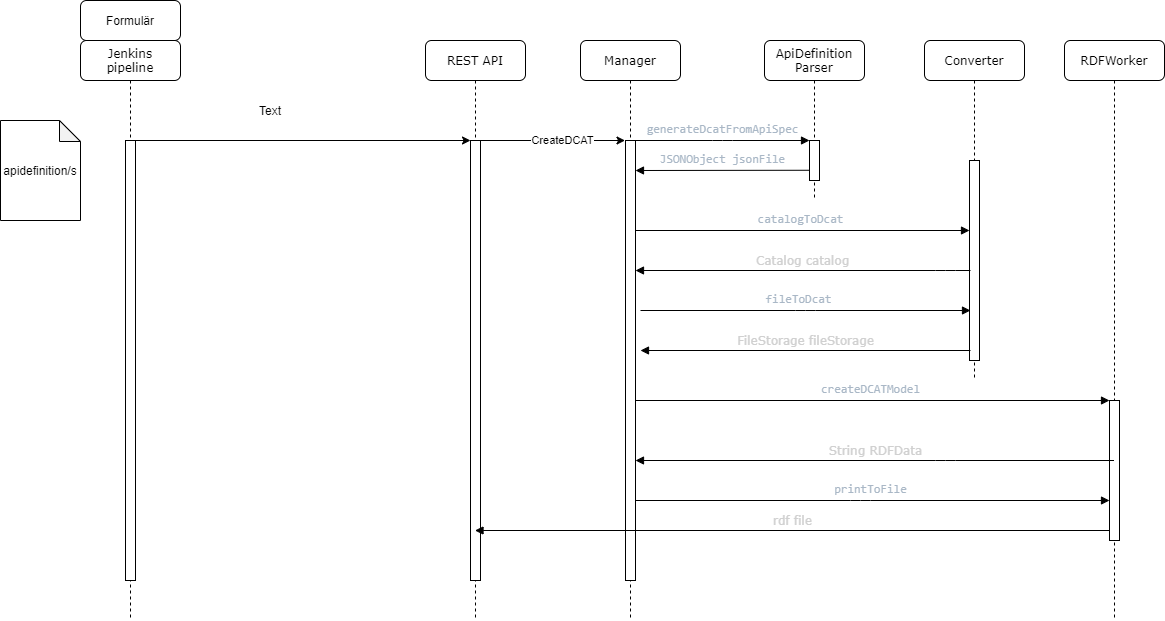 Formulär
Jenkins
pipeline
REST API
Manager
ApiDefinition
Parser
Converter
RDFWorker
Text
apidefinition/s
CreateDCAT
generateDcatFromApiSpec
JSONObject jsonFile
catalogToDcat
Catalog catalog
fileToDcat
FileStorage fileStorage
createDCATModel
String RDFData
printToFile
rdf file